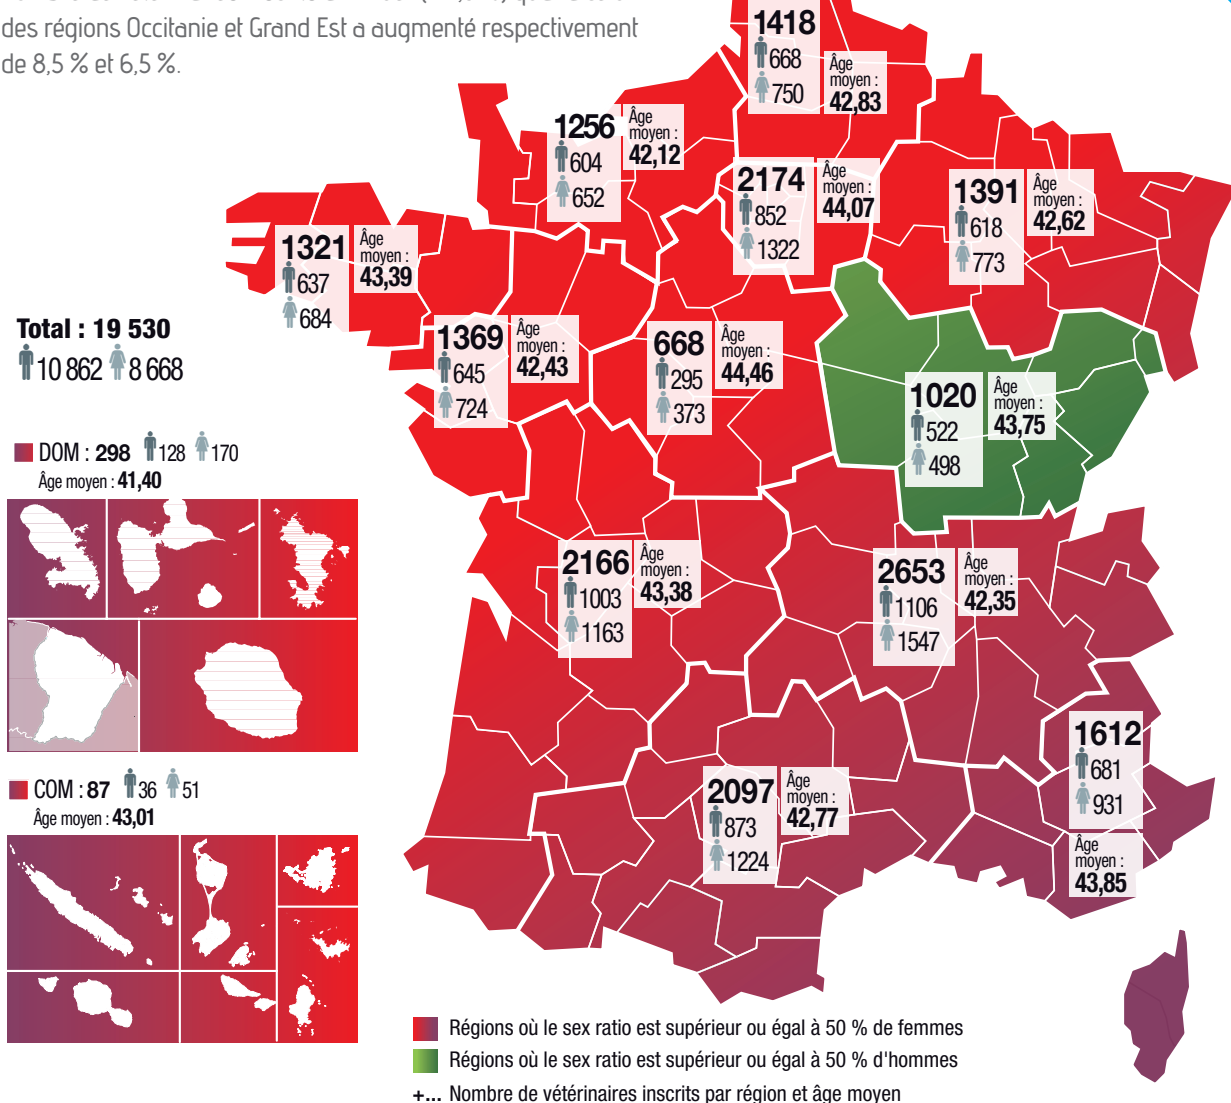 des régions Occitanie et Grand Est a augmenté respectivement
de 8,5 % et 6,5 %.
1418
668
750
Âge
moyen :
42,83
1256
604
652
Âge
moyen :
42,12
2174
852
1322
Âge
moyen :
44,07
1391
618
773
Âge
moyen :
42,62
1321
637
684
Âge
moyen :
43,39
Total : 19 530
10 862 8 668
1369
645
724
Âge
moyen :
42,43
668
295
373
Âge
moyen :
44,46
1020
522
498
Âge
moyen :
43,75
DOM : 298 128 170
Âge moyen : 41,40
2166
1003
1163
Âge
moyen :
43,38
2653
1106
1547
Âge
moyen :
42,35
1612
681
931
Âge
moyen :
43,85
2097
873
1224
Âge
moyen :
42,77
COM : 87 36 51
Âge moyen : 43,01
Régions où le sex ratio est supérieur ou égal à 50 % de femmes
Régions où le sex ratio est supérieur ou égal à 50 % d'hommes
+... Nombre de vétérinaires inscrits par région et âge moyen